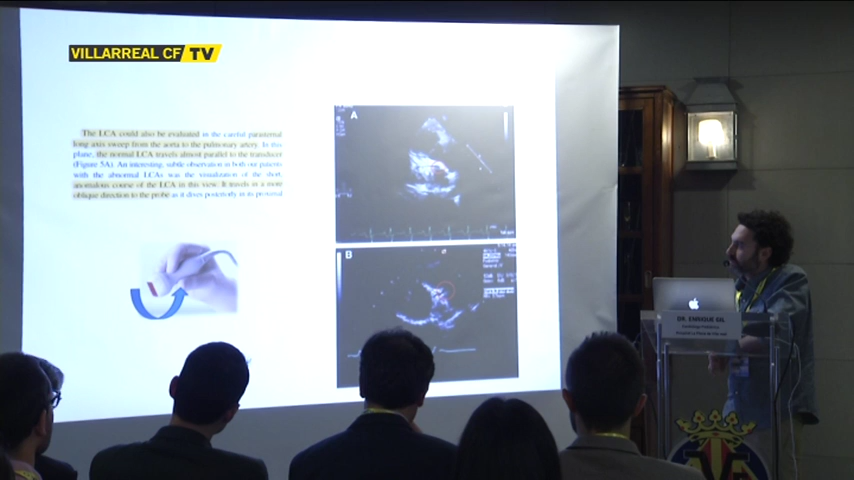 VILLARREAL CF TV
The LCA could also be evaluated in the careful parasternal
long axis sweep from the aorta to the pulmonary artery. In this
plane, the normal LCA travels almost parallel to the transducer
(Figure 5A). An interesting, subtle observation in both our patients
with the abnormal LCAs was the visualization of the short,
anomalous course of the LCA in this view. It travels in a more
oblique direction to the probe as it dives posteriorly in its proximal
A
B
DR. ENRIQUE GIL